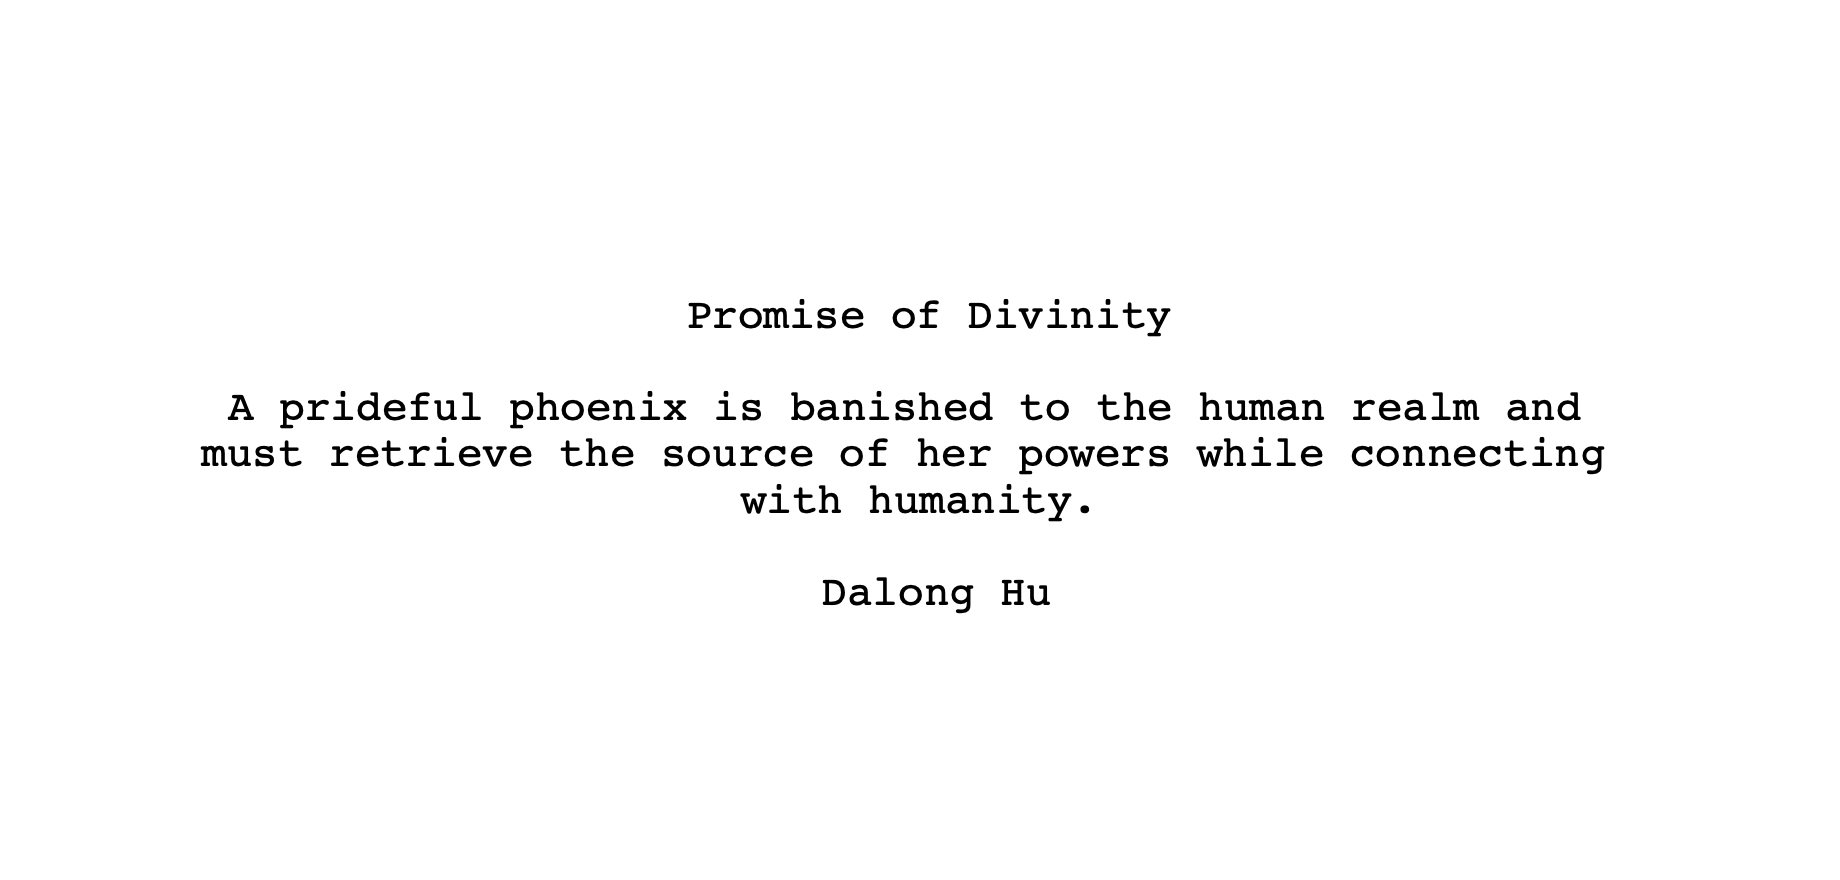 Promise of Divinity
A prideful phoenix is banished to the human realm and
must retrieve the source of her powers while connecting
with humanity.
Dalong Hu